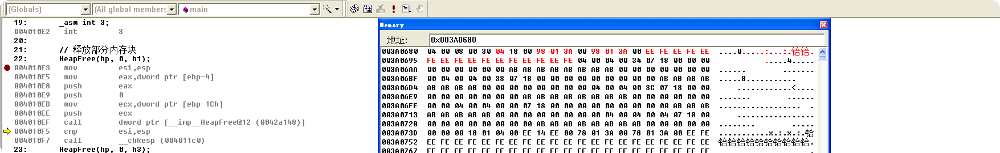 (Globals) (All global members main
19: _asm int 3;
004010E2 int 3
20:
21: // 释放部分内存块
22: HeapFree(hp, 0, h1);
004010E3 mov esi,esp
004010E5 mov eax,dword ptr [ebp-4]
004010E8 push eax
004010E9 push 0
004010EB mov ecx,dword ptr [ebp-1Ch]
004010EE push ecx
004010EF call dword ptr [__imp__HeapFree@12 (0042a148)]
004010F5 cmp esi,esp
004010F7 call __chkesp (004011c0)
23: HeapFree(hp, 0, h3);
Memory
地址: 0x003A0680
003A0680 04 00 08 00 30 04 18 00 98 01 3A 00 98 01 3A 00 EE FE EE FE EE ....0.....:...:.铪铪.
003A0695 FE EE FE EE FE EE FE EE FE EE FE 04 00 04 00 34 07 18 00 00 00 .....4.....
003A06AA 00 00 00 00 00 00 AB AB AB AB AB AB AB AB 00 00 00 00 00 00 00 ...... .......
003A06BF 00 04 00 04 00 38 07 18 00 00 00 00 00 00 00 00 00 AB AB AB AB .....8...........
003A06D4 AB AB AB AB 00 00 00 00 00 00 00 00 04 00 04 00 3C 07 18 00 00 ............<....
003A06E9 00 00 00 00 00 00 00 AB AB AB AB AB AB AB AB 00 00 00 00 00 00 ....... ......
003A06FE 00 00 04 00 04 00 00 07 18 00 00 00 00 00 00 00 00 00 AB AB AB .................. .
003A0713 AB AB AB AB AB 00 00 00 00 00 00 00 00 04 00 04 00 04 07 18 00 ................
003A0728 00 00 00 00 00 00 00 00 AB AB AB AB AB AB AB AB 00 00 00 00 00 ........ .....
003A073D 00 00 00 18 01 04 00 EE 14 EE 00 78 01 3A 00 78 01 3A 00 EE FE ...........x.:.x.:.铪
003A0752 EE FE EE FE EE FE EE FE EE FE EE FE EE FE EE FE EE FE EE FE EE 铪铪铪铪铪铪铪铪铪铪.
003A0767 FE EE FE EE FE EE FE EE FE EE FE EE FE EE FE EE FE EE FE EE FE